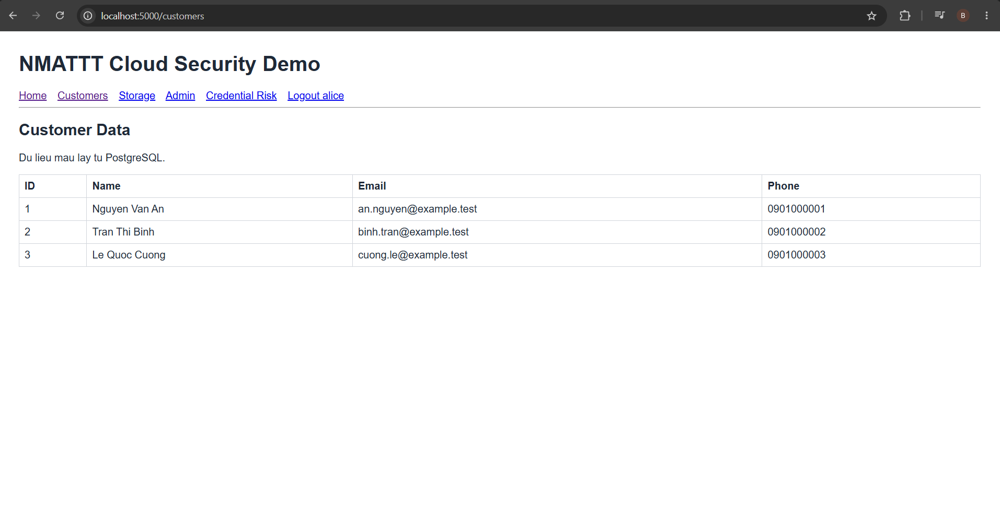 localhost:5000/customers
B
NMATTT Cloud Security Demo
Home Customers Storage Admin Credential Risk Logout alice
Customer Data
Du lieu mau lay tu PostgreSQL.
ID Name Email Phone
1 Nguyen Van An an.nguyen@example.test 0901000001
2 Tran Thi Binh binh.tran@example.test 0901000002
3 Le Quoc Cuong cuong.le@example.test 0901000003